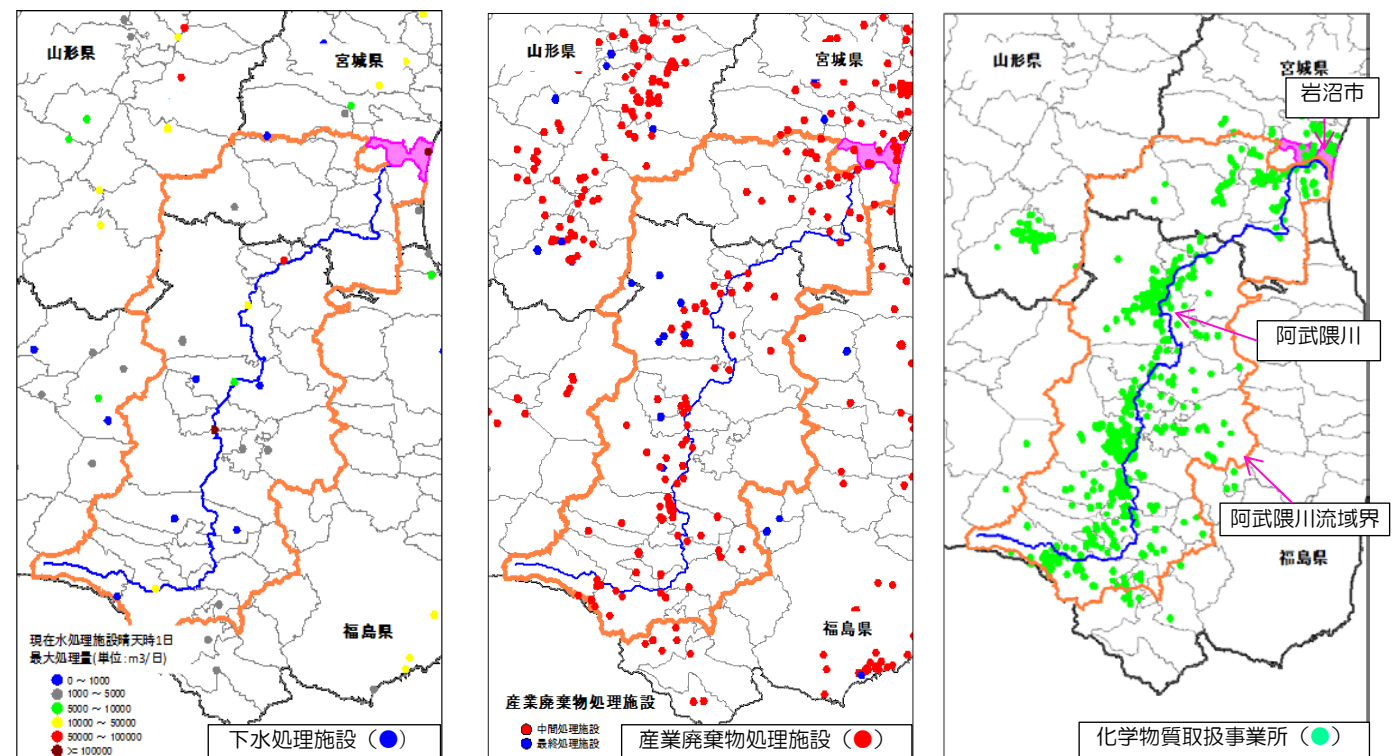 山形県
宮城県
福島県
現在水処理施設晴天時1日
最大処理量(単位:m3/日)
0 ~ 1000
1000 ~ 5000
5000 ~ 10000
10000 ~ 50000
50000 ~ 100000
>= 100000
下水処理施設(●)
山形県
宮城県
福島県
産業廃棄物処理施設
中間処理施設
最終処理施設
産業廃棄物処理施設(●)
山形県
宮城県
岩沼市
阿武隈川
阿武隈川流域界
福島県
化学物質取扱事業所(●)